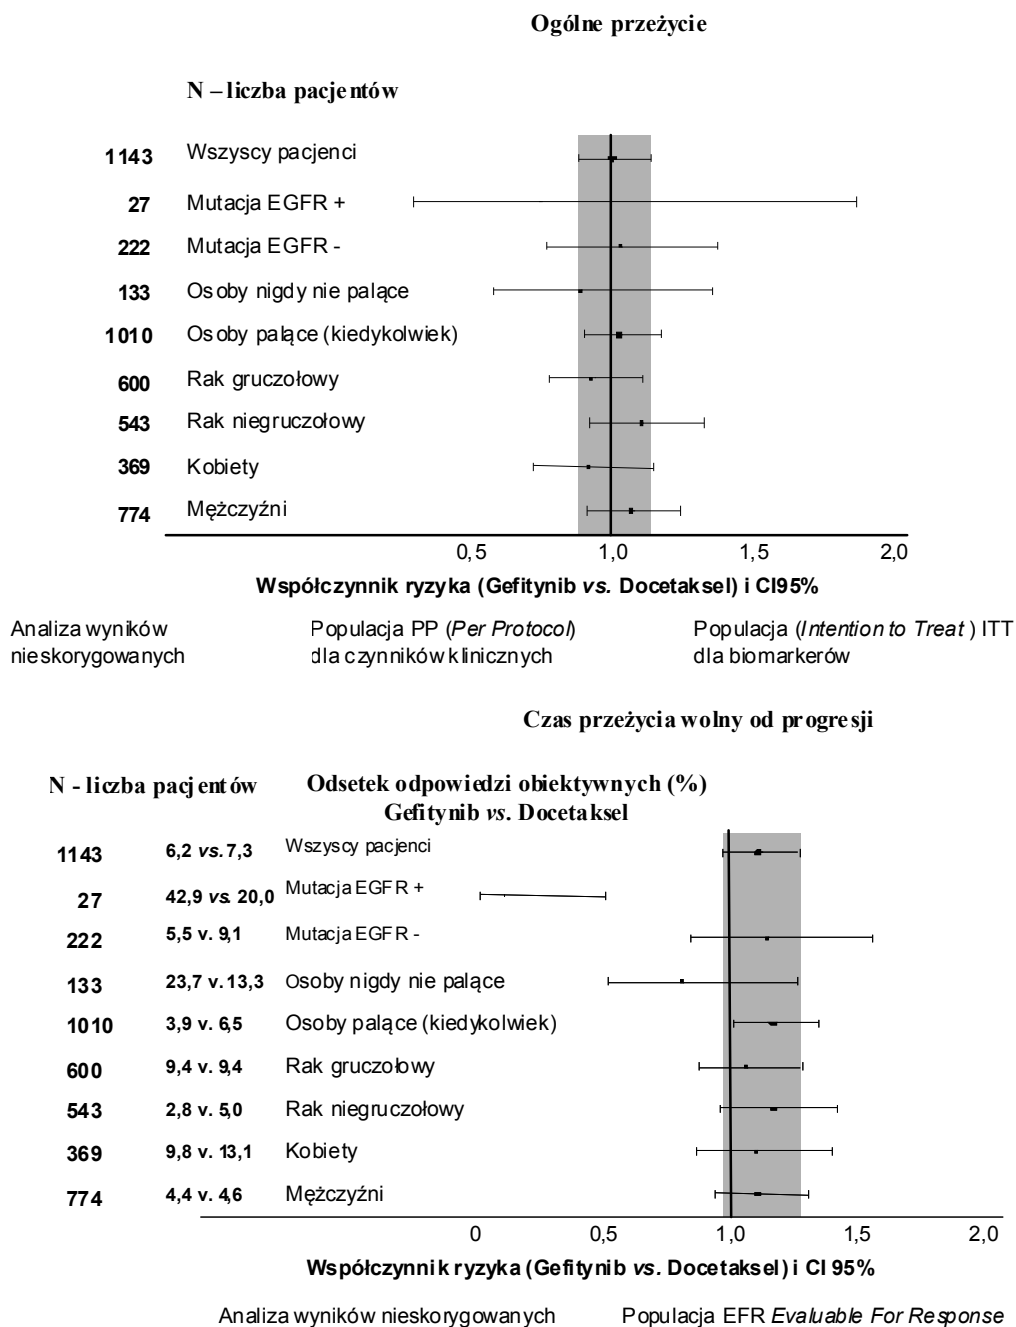 Ogólne przeżycie
N – liczba pacjentów
1143 Wszyscy pacjenci
27 Mutacja EGFR +
222 Mutacja EGFR -
133 Osoby nigdy nie palące
1010 Osoby palące (kiedykolwiek)
600 Rak gruczołowy
543 Rak niegruczołowy
369 Kobiety
774 Mężczyźni
0,5 1,0 1,5 2,0
Współczynnik ryzyka (Gefitynib vs. Docetaksel) i CI95%
Analiza wyników Populacja PP (Per Protocol) Populacja (Intention to Treat ) ITT
nieskorygowanych dla czynników klinicznych dla biomarkerów
Czas przeżycia wolny od progresji
N - liczba pacjentów Odsetek odpowiedzi obiektywnych (%)
Gefitynib vs. Docetaksel
1143 6,2 vs. 7,3 Wszyscy pacjenci
27 42,9 vs. 20,0 Mutacja EGFR +
222 5,5 v. 9,1 Mutacja EGFR -
133 23,7 v. 13,3 Osoby nigdy nie palące
1010 3,9 v. 6,5 Osoby palące (kiedykolwiek)
600 9,4 v. 9,4 Rak gruczołowy
543 2,8 v. 5,0 Rak niegruczołowy
369 9,8 v. 13,1 Kobiety
774 4,4 v. 4,6 Mężczyźni
0 0,5 1,0 1,5 2,0
Współczynnik ryzyka (Gefitynib vs. Docetaksel) i CI 95%
Analiza wyników nieskorygowanych Populacja EFR Evaluable For Response